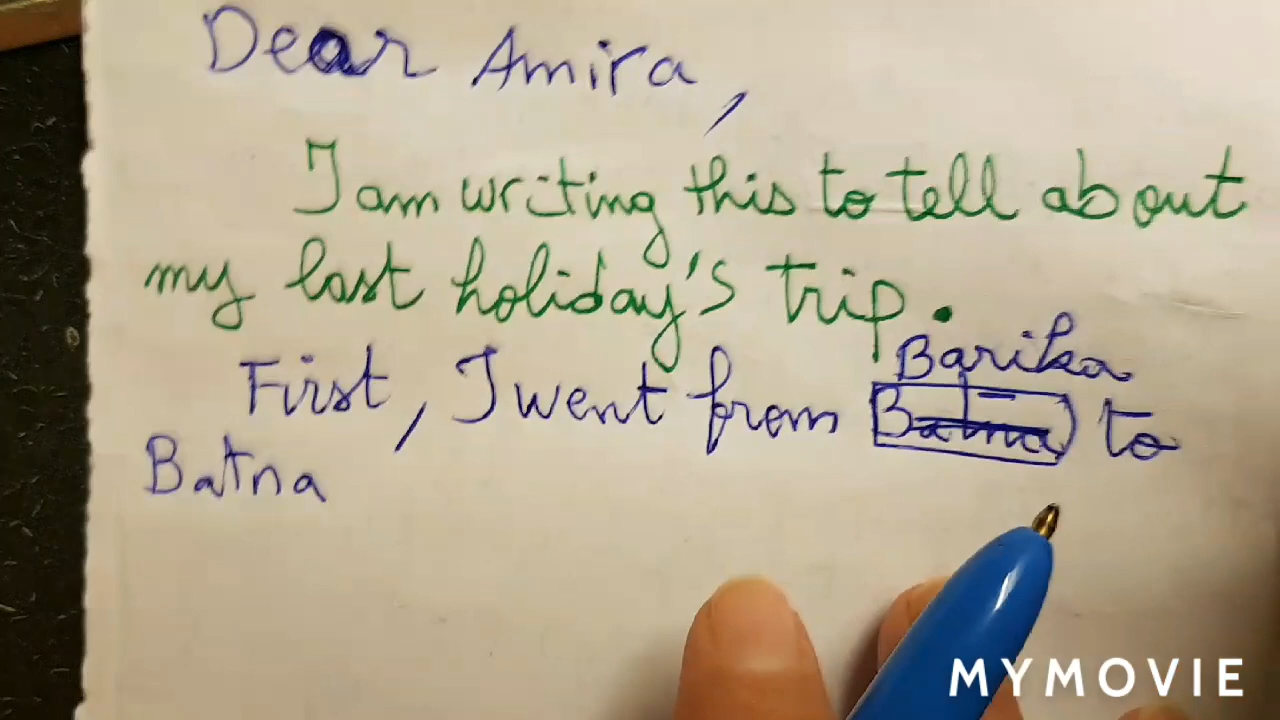 Dear Amira,
I am writing this to tell about
my last holiday's trip.
Barika
First, I went from Batna to
Batna
MYMOVIE